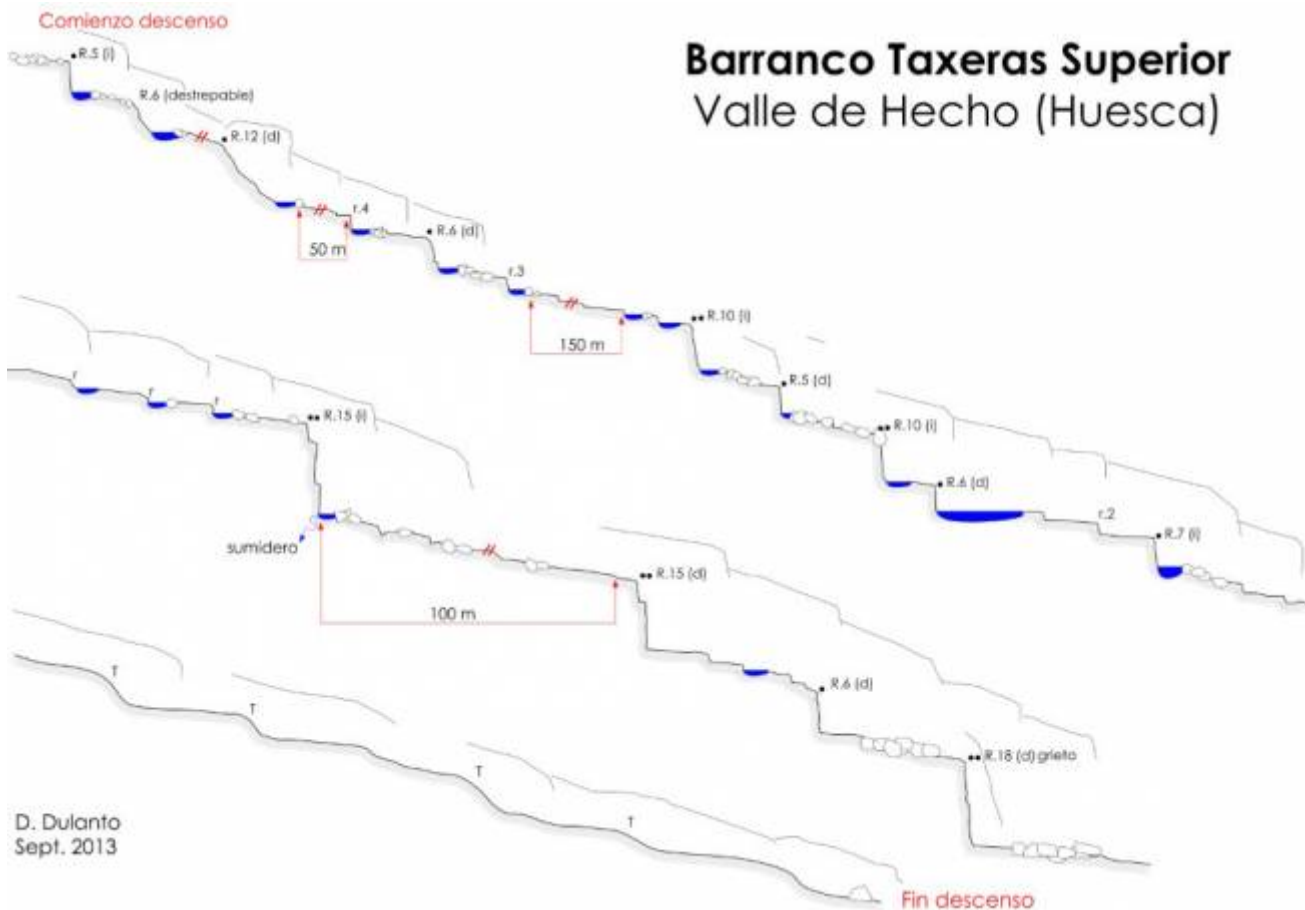 Comienzo descenso
Barranco Taxeras Superior
Valle de Hecho (Huesca)
R.5 (i)
R.6 (destrepable)
R.12 (d)
r.4
50 m
R.6 (d)
r.3
150 m
R.10 (i)
R.5 (d)
R.10 (i)
R.6 (d)
r.2
R.7 (i)
r
r
r
R.15 (i)
sumidero
100 m
R.15 (d)
R.6 (d)
R.18 (d) grieta
T
T
T
T
Fin descenso
D. Dulanto
Sept. 2013